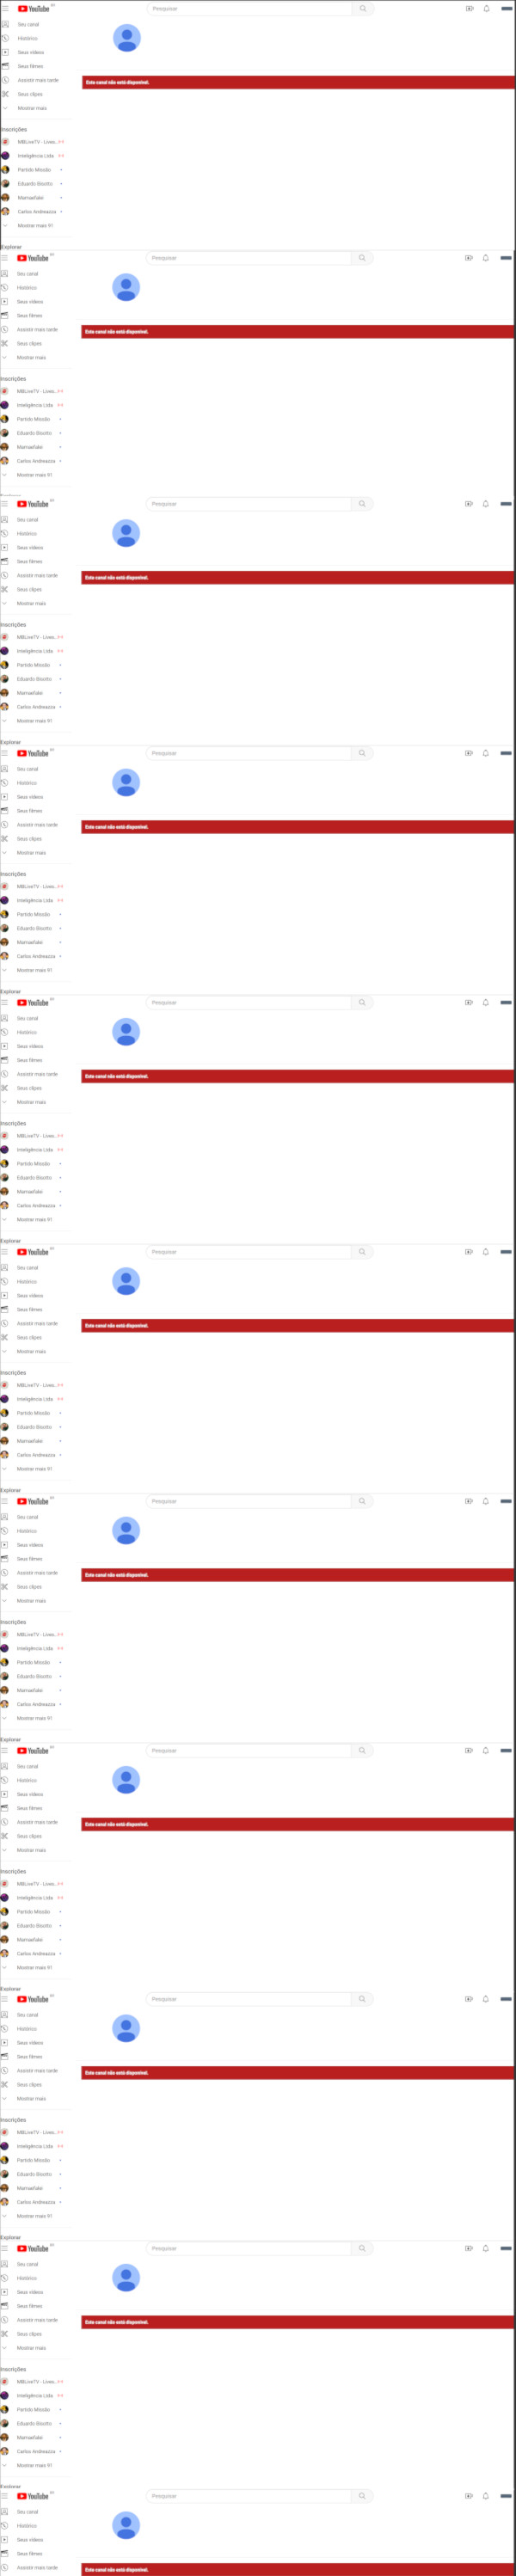 YouTube BR
Pesquisar
Seu canal
Histórico
Seus vídeos
Seus filmes
Assistir mais tarde
Este canal não está disponível.
Seus clipes
Mostrar mais
Inscrições
MBLiveTV - Lives...
Inteligência Ltda
Partido Missão
Eduardo Bisotto
Mamaefalei
Carlos Andreazza
Mostrar mais 91
Explorar
YouTube BR
Pesquisar
Seu canal
Histórico
Seus vídeos
Seus filmes
Assistir mais tarde
Este canal não está disponível.
Seus clipes
Mostrar mais
Inscrições
MBLiveTV - Lives...
Inteligência Ltda
Partido Missão
Eduardo Bisotto
Mamaefalei
Carlos Andreazza
Mostrar mais 91
YouTube BR
Pesquisar
Seu canal
Histórico
Seus vídeos
Seus filmes
Assistir mais tarde
Este canal não está disponível.
Seus clipes
Mostrar mais
Inscrições
MBLiveTV - Lives...
Inteligência Ltda
Partido Missão
Eduardo Bisotto
Mamaefalei
Carlos Andreazza
Mostrar mais 91
Explorar
YouTube BR
Pesquisar
Seu canal
Histórico
Seus vídeos
Seus filmes
Assistir mais tarde
Este canal não está disponível.
Seus clipes
Mostrar mais
Inscrições
MBLiveTV - Lives...
Inteligência Ltda
Partido Missão
Eduardo Bisotto
Mamaefalei
Carlos Andreazza
Mostrar mais 91
Explorar
YouTube BR
Pesquisar
Seu canal
Histórico
Seus vídeos
Seus filmes
Assistir mais tarde
Este canal não está disponível.
Seus clipes
Mostrar mais
Inscrições
MBLiveTV - Lives...
Inteligência Ltda
Partido Missão
Eduardo Bisotto
Mamaefalei
Carlos Andreazza
Mostrar mais 91
Explorar
YouTube BR
Pesquisar
Seu canal
Histórico
Seus vídeos
Seus filmes
Assistir mais tarde
Este canal não está disponível.
Seus clipes
Mostrar mais
Inscrições
MBLiveTV - Lives...
Inteligência Ltda
Partido Missão
Eduardo Bisotto
Mamaefalei
Carlos Andreazza
Mostrar mais 91
Explorar
YouTube BR
Pesquisar
Seu canal
Histórico
Seus vídeos
Seus filmes
Assistir mais tarde
Este canal não está disponível.
Seus clipes
Mostrar mais
Inscrições
MBLiveTV - Lives...
Inteligência Ltda
Partido Missão
Eduardo Bisotto
Mamaefalei
Carlos Andreazza
Mostrar mais 91
Explorar
YouTube BR
Pesquisar
Seu canal
Histórico
Seus vídeos
Seus filmes
Assistir mais tarde
Este canal não está disponível.
Seus clipes
Mostrar mais
Inscrições
MBLiveTV - Lives...
Inteligência Ltda
Partido Missão
Eduardo Bisotto
Mamaefalei
Carlos Andreazza
Mostrar mais 91
Explorar
YouTube BR
Pesquisar
Seu canal
Histórico
Seus vídeos
Seus filmes
Assistir mais tarde
Este canal não está disponível.
Seus clipes
Mostrar mais
Inscrições
MBLiveTV - Lives...
Inteligência Ltda
Partido Missão
Eduardo Bisotto
Mamaefalei
Carlos Andreazza
Mostrar mais 91
Explorar
YouTube BR
Pesquisar
Seu canal
Histórico
Seus vídeos
Seus filmes
Assistir mais tarde
Este canal não está disponível.
Seus clipes
Mostrar mais
Inscrições
MBLiveTV - Lives...
Inteligência Ltda
Partido Missão
Eduardo Bisotto
Mamaefalei
Carlos Andreazza
Mostrar mais 91
Explorar
YouTube BR
Pesquisar
Seu canal
Histórico
Seus vídeos
Seus filmes
Assistir mais tarde
Este canal não está disponível.